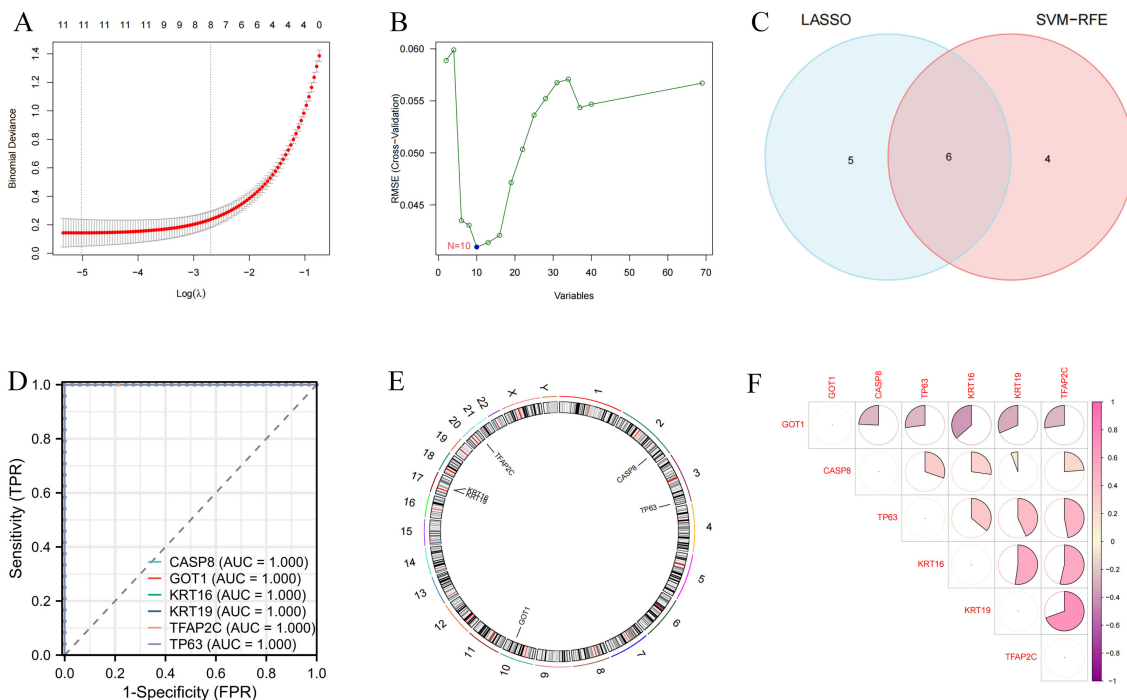 A
11 11 11 11 11 9 9 8 8 7 6 6 4 4 4 0
Binomial Deviance
1.4
1.2
1.0
0.8
0.6
0.4
0.2
0.0
−5 −4 −3 −2 −1
Log(λ)
B
RMSE (Cross−Validation)
0.060
0.055
0.050
0.045
N=10
0 10 20 30 40 50 60 70
Variables
C
LASSO
SVM−RFE
5
6
4
D
Sensitivity (TPR)
1.0
0.8
0.6
0.4
0.2
0.0
CASP8 (AUC = 1.000)
GOT1 (AUC = 1.000)
KRT16 (AUC = 1.000)
KRT19 (AUC = 1.000)
TFAP2C (AUC = 1.000)
TP63 (AUC = 1.000)
0.0 0.2 0.4 0.6 0.8 1.0
1-Specificity (FPR)
E
1
2
3
4
5
6
7
8
9
10
11
12
13
14
15
16
17
18
19
20
21
22
X
Y
CASP8
TP63
GOT1
KRT16
KRT19
TFAP2C
F
GOT1
CASP8
TP63
KRT16
KRT19
TFAP2C
GOT1
CASP8
TP63
KRT16
KRT19
TFAP2C
1
0.8
0.6
0.4
0.2
0
−0.2
−0.4
−0.6
−0.8
−1